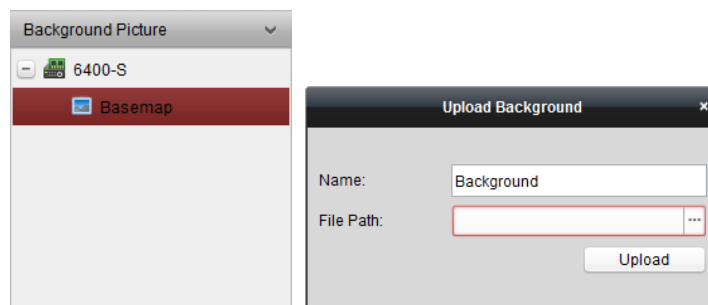 Background Picture
6400-S
Basemap
Upload Background
Name:
Background
File Path:
Upload